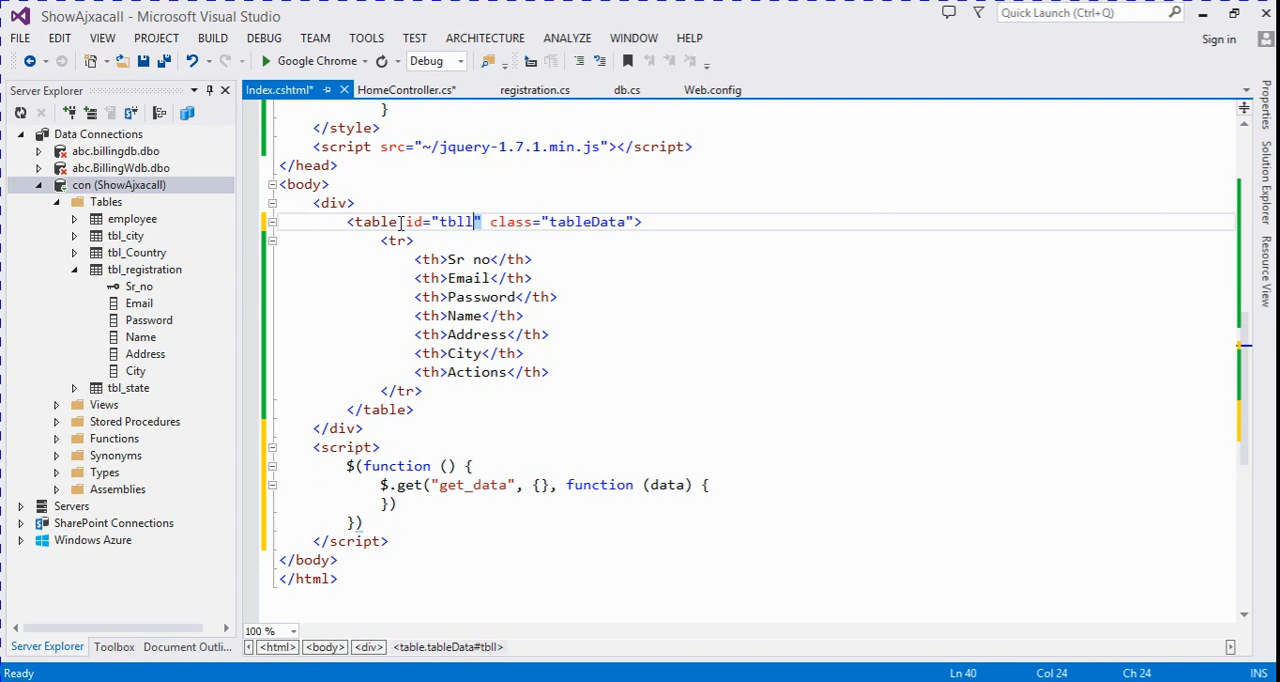 ShowAjxacall - Microsoft Visual Studio
Quick Launch (Ctrl+Q)
FILE EDIT VIEW PROJECT BUILD DEBUG TEAM TOOLS TEST ARCHITECTURE ANALYZE WINDOW HELP
Sign in
Google Chrome Debug
Server Explorer
Index.cshtml* HomeController.cs* registration.cs db.cs Web.config
Data Connections
abc.billingdb.dbo
abc.BillingWdb.dbo
con (ShowAjxacall)
Tables
employee
tbl_city
tbl_Country
tbl_registration
Sr_no
Email
Password
Name
Address
City
tbl_state
Views
Stored Procedures
Functions
Synonyms
Types
Assemblies
Servers
SharePoint Connections
Windows Azure
Server Explorer Toolbox Document Outli...
}
</style>
<script src="~/jquery-1.7.1.min.js"></script>
</head>
<body>
<div>
<table id="tbll" class="tableData">
<tr>
<th>Sr no</th>
<th>Email</th>
<th>Password</th>
<th>Name</th>
<th>Address</th>
<th>City</th>
<th>Actions</th>
</tr>
</table>
</div>
<script>
$(function () {
$.get("get_data", {}, function (data) {
})
})
</script>
</body>
</html>
100 %
<html> <body> <div> <table.tableData#tbll>
Properties
Solution Explorer
Resource View
Ready
Ln 40 Col 24 Ch 24 INS